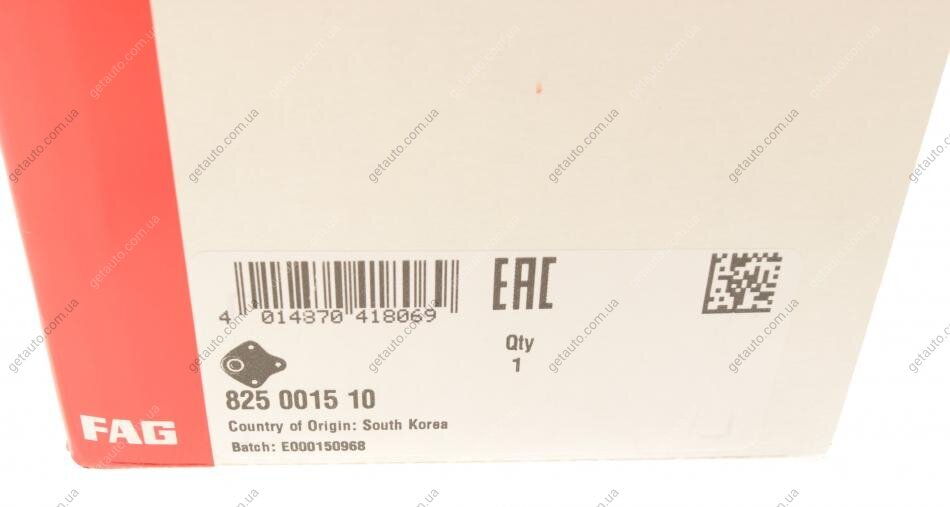 4 014870 418069
EAC
Qty
1
825 0015 10
Country of Origin: South Korea
Batch: E000150968
FAG
getauto.com.ua